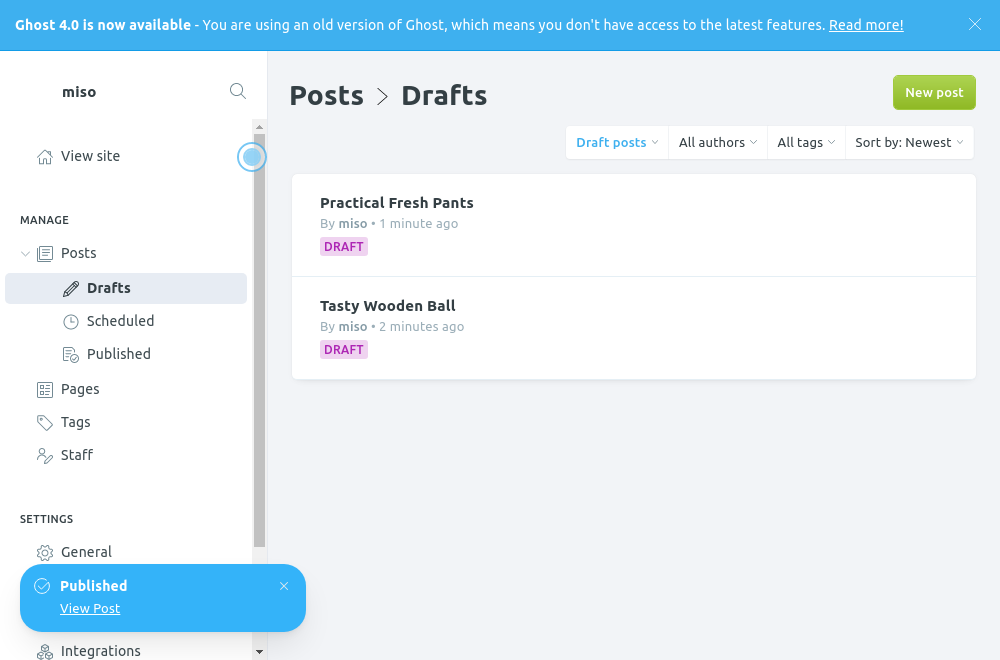 Ghost 4.0 is now available - You are using an old version of Ghost, which means you don't have access to the latest features. Read more!
miso
View site
MANAGE
Posts
Drafts
Scheduled
Published
Pages
Tags
Staff
SETTINGS
General
Integrations
Published
View Post
Posts > Drafts
New post
Draft posts
All authors
All tags
Sort by: Newest
Practical Fresh Pants
By miso • 1 minute ago
DRAFT
Tasty Wooden Ball
By miso • 2 minutes ago
DRAFT